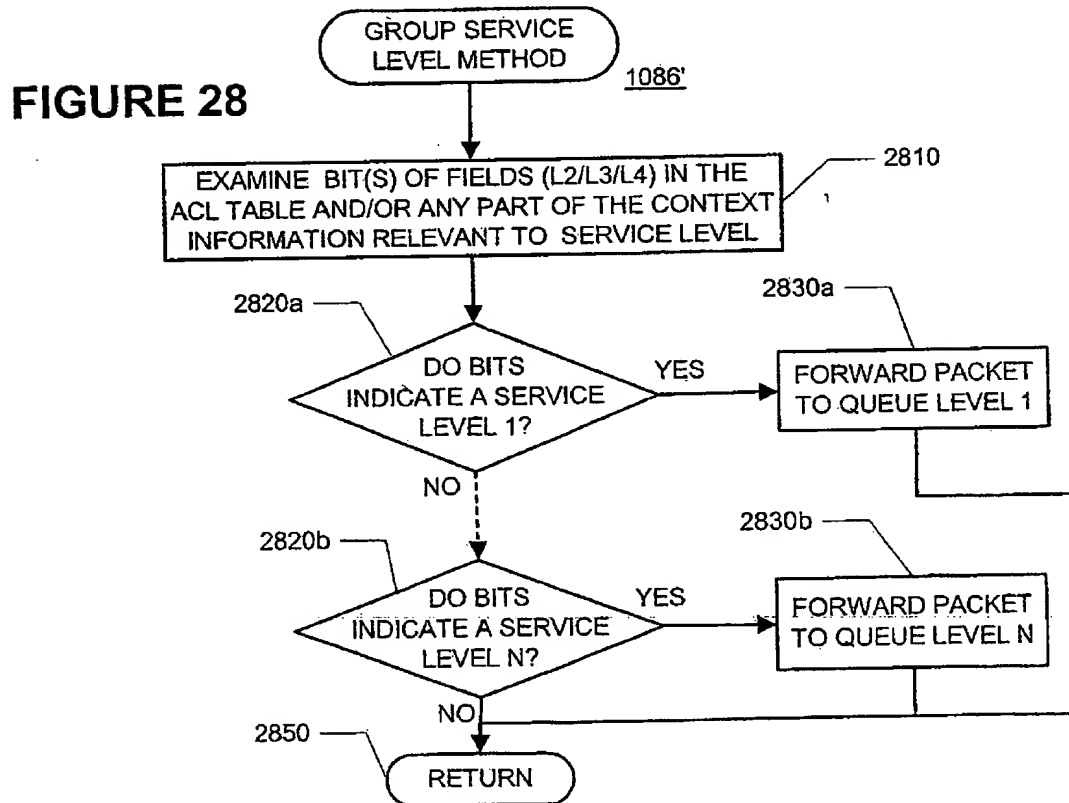 GROUP SERVICE
LEVEL METHOD
1086'
FIGURE 28
2810
EXAMINE BIT(S) OF FIELDS (L2/L3/L4) IN THE
ACL TABLE AND/OR ANY PART OF THE CONTEXT
INFORMATION RELEVANT TO SERVICE LEVEL
2820a
2830a
DO BITS
INDICATE A SERVICE
LEVEL 1?
YES
FORWARD PACKET
TO QUEUE LEVEL 1
NO
2820b
2830b
DO BITS
INDICATE A SERVICE
LEVEL N?
YES
FORWARD PACKET
TO QUEUE LEVEL N
NO
2850
RETURN